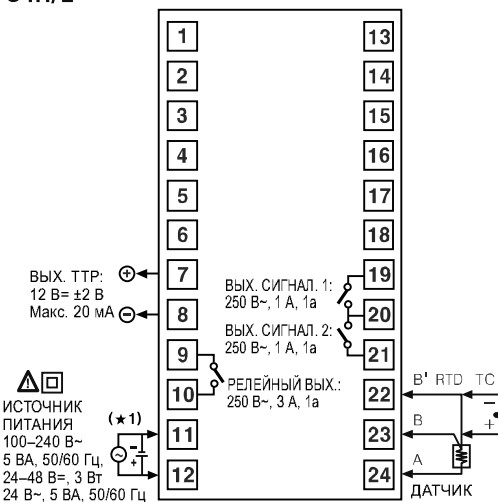 1 13
2 14
3 15
4 16
5 17
6 18
7 19
8 20
9 21
10 22
11 23
12 24
ВЫХ. ТТР:
12 В= ±2 В
Макс. 20 мА
+
−
ВЫХ. СИГНАЛ. 1:
250 В~, 1 А, 1a
ВЫХ. СИГНАЛ. 2:
250 В~, 1 А, 1a
РЕЛЕЙНЫЙ ВЫХ.:
250 В~, 3 А, 1a
ИСТОЧНИК
ПИТАНИЯ
100–240 В~
5 ВА, 50/60 Гц,
24–48 В=, 3 Вт
24 В~, 5 ВА, 50/60 Гц
(★1)
− +
B' RTD TC
B
A
− +
ДАТЧИК